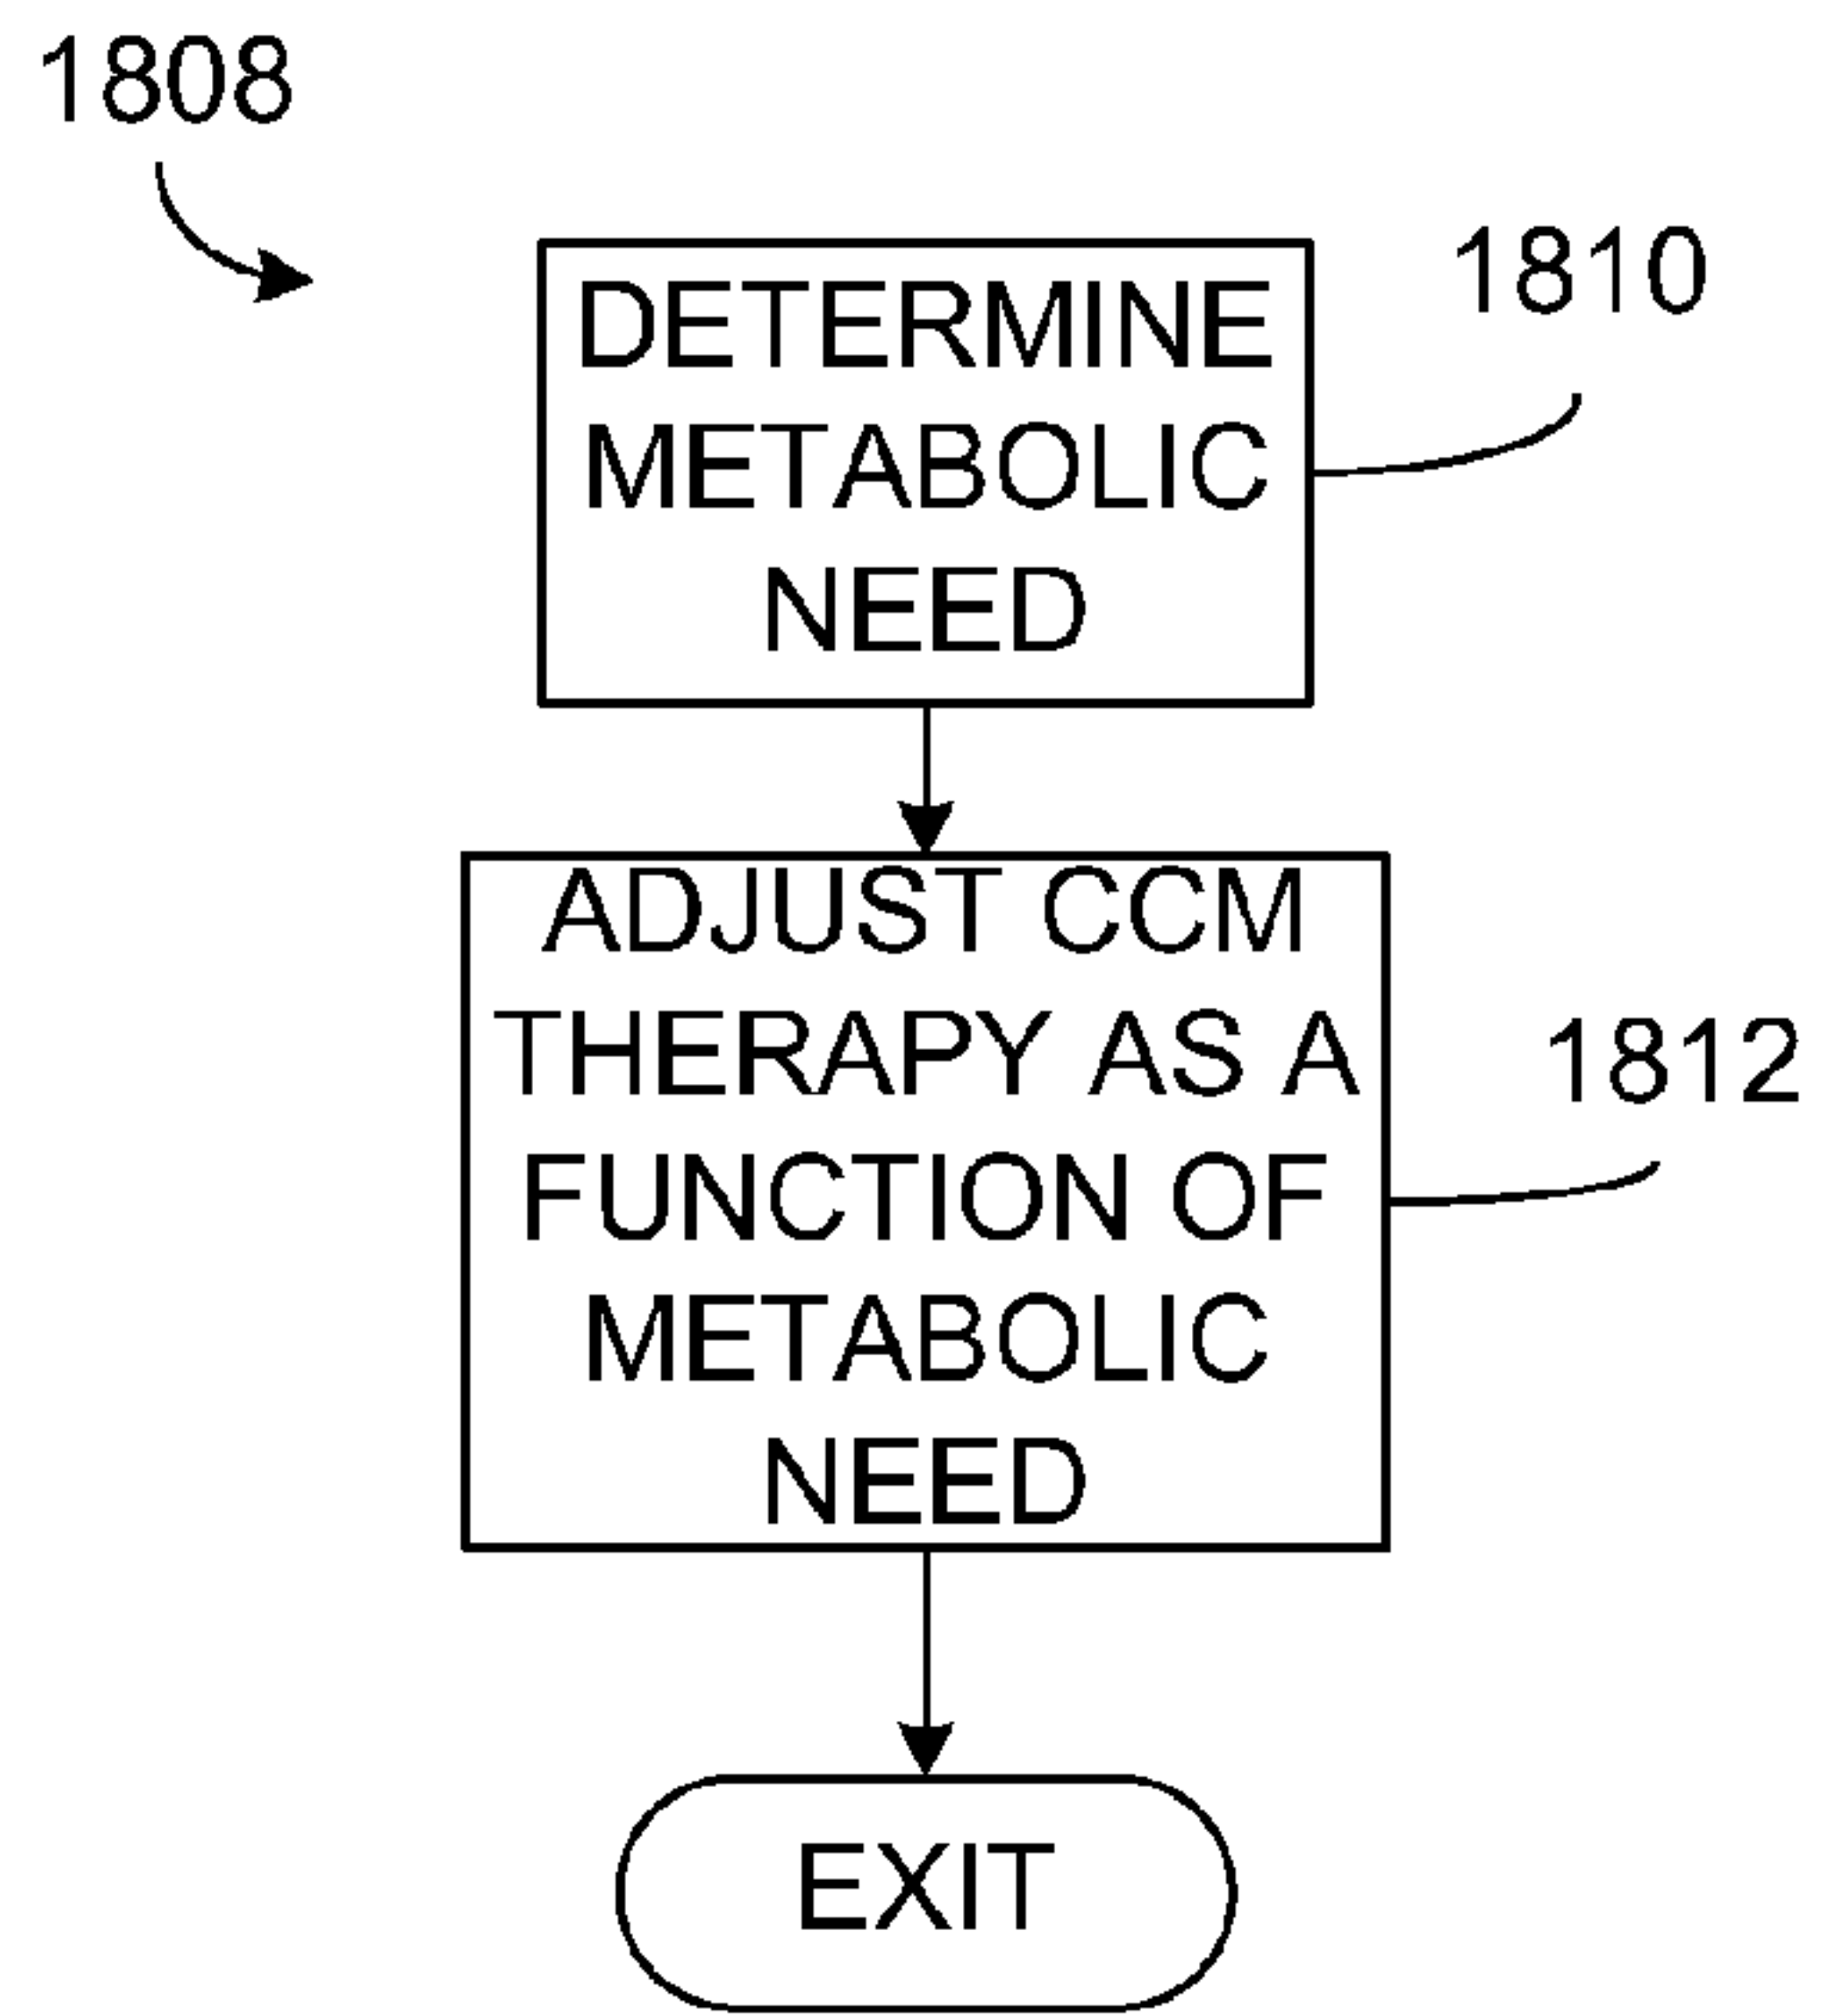 1808
DETERMINE
METABOLIC
NEED
1810
ADJUST CCM
THERAPY AS A
FUNCTION OF
METABOLIC
NEED
1812
EXIT